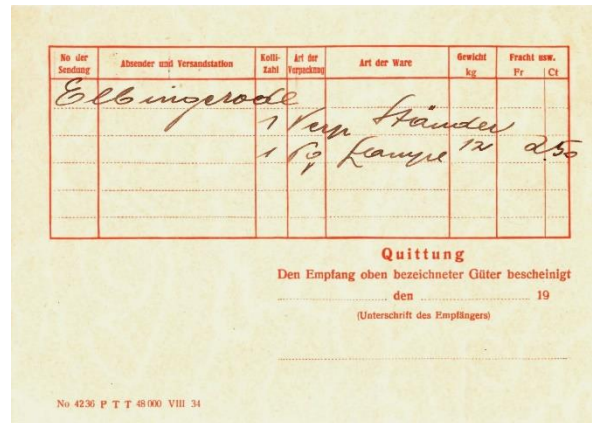 No der Sendung Absender und Versandstation Kolli-Zahl Art der Verpackung Art der Ware Gewicht kg Fracht usw. Fr Ct
Elbingerode
1 Verp Ständer
1 Lampe 12 2.50
Quittung
Den Empfang oben bezeichneter Güter bescheinigt
den 19
(Unterschrift des Empfängers)
No 4236 P T T 48 000 VIII 34